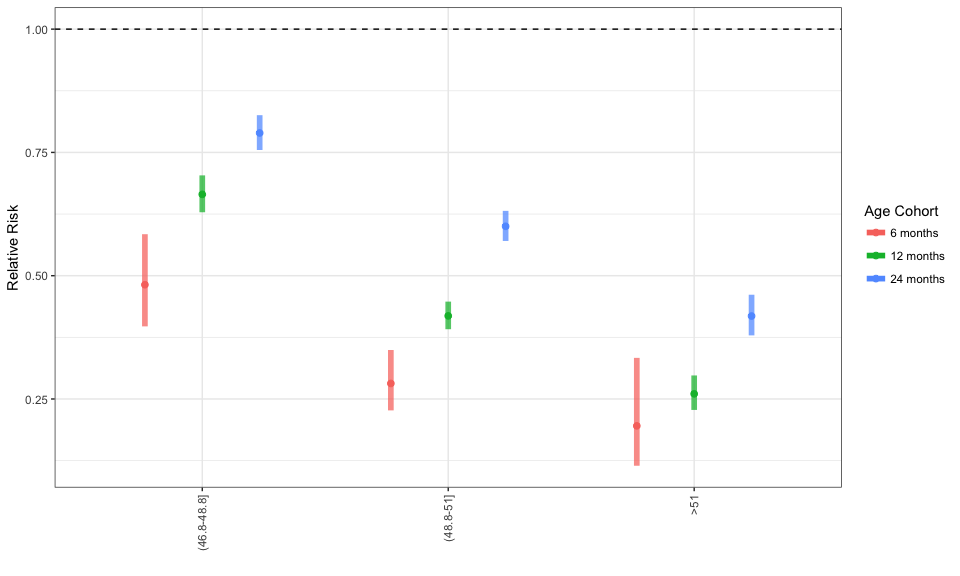 1.00
0.75
0.50
0.25
Relative Risk
(46.8-48.8]
(48.8-51]
>51
Age Cohort
6 months
12 months
24 months